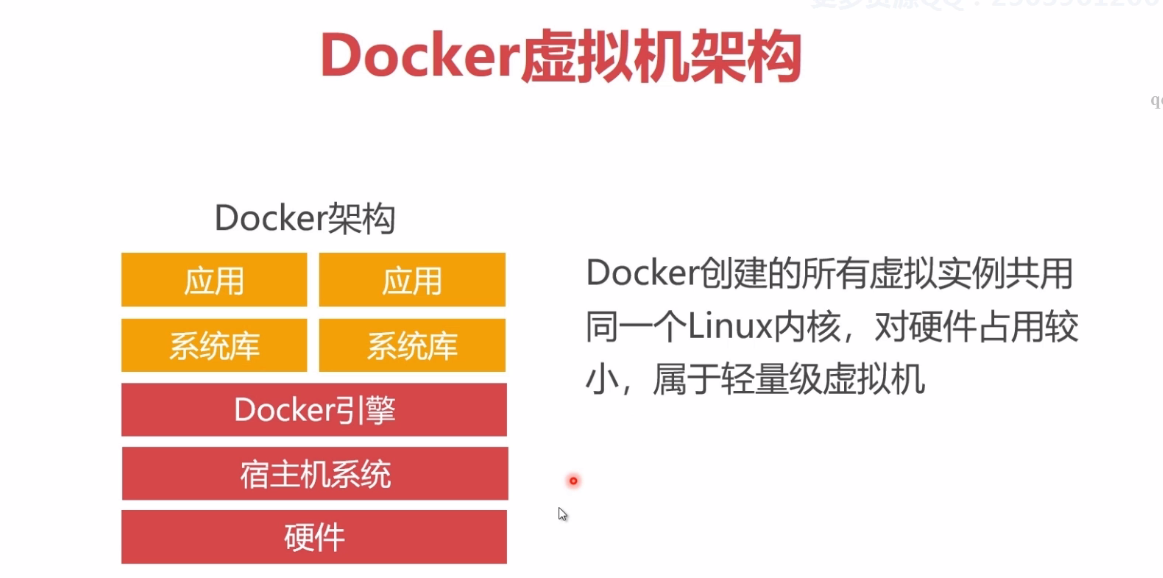 Docker虚拟机架构
Docker架构
应用 应用
系统库 系统库
Docker引擎
宿主机系统
硬件
Docker创建的所有虚拟实例共用
同一个Linux内核，对硬件占用较
小，属于轻量级虚拟机